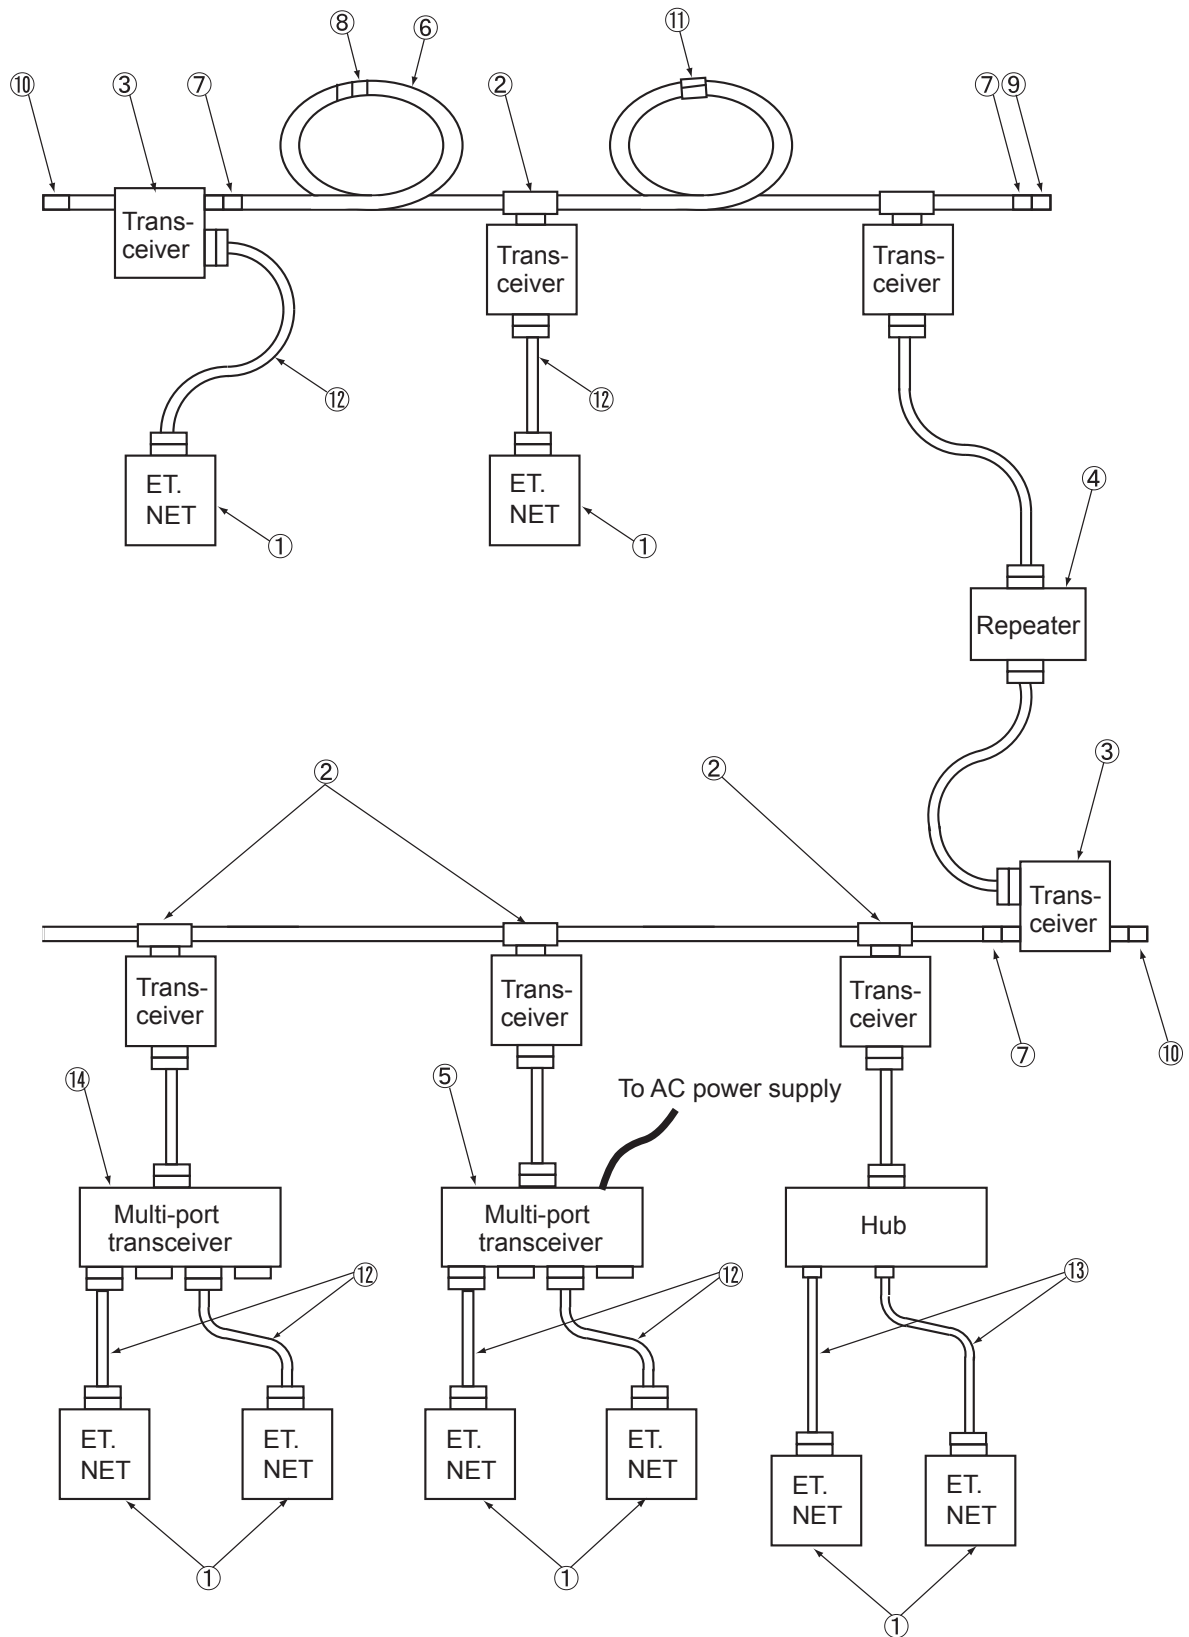 ⑧
⑥
⑪
⑩
③
⑦
②
⑦
⑨
Trans-
ceiver
Trans-
ceiver
Trans-
ceiver
⑫
⑫
ET.
NET
ET.
NET
④
①
①
Repeater
③
②
②
Trans-
ceiver
Trans-
ceiver
Trans-
ceiver
Trans-
ceiver
⑦
⑩
⑭
⑤
To AC power supply
Multi-port
transceiver
Multi-port
transceiver
Hub
⑫
⑫
⑬
ET.
NET
ET.
NET
ET.
NET
ET.
NET
ET.
NET
ET.
NET
①
①
①